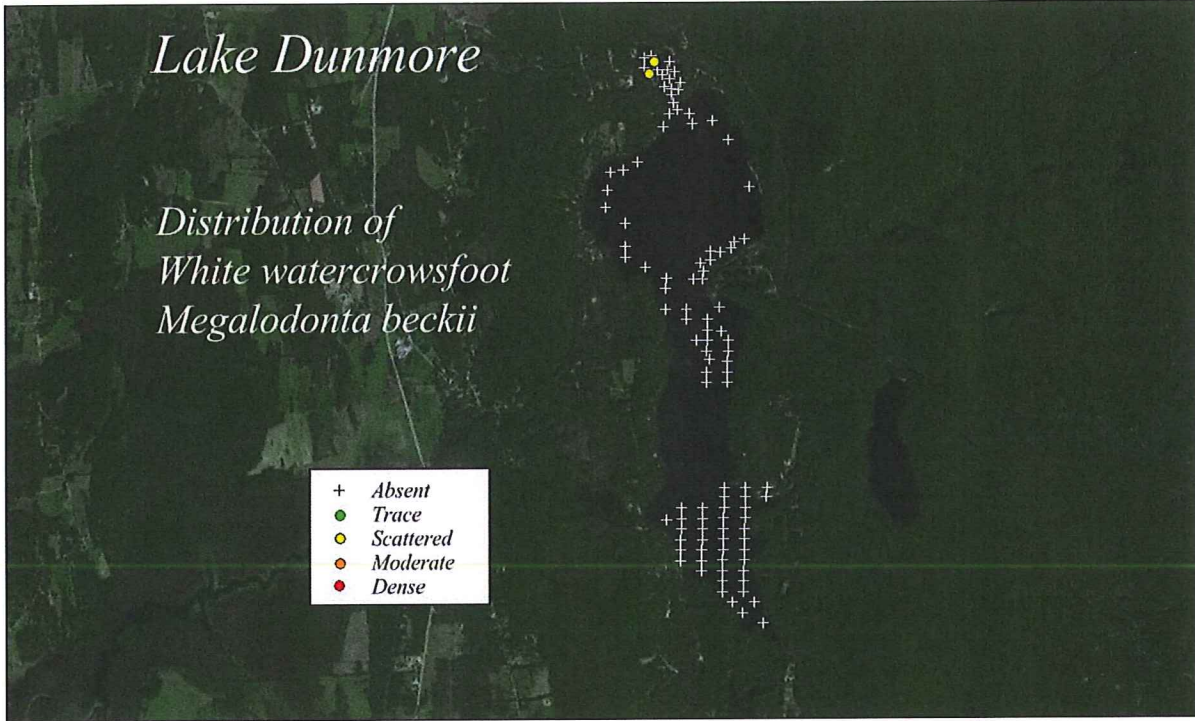 Lake Dunmore
Distribution of
White watercrowsfoot
Megalodonta beckii
Absent
Trace
Scattered
Moderate
Dense